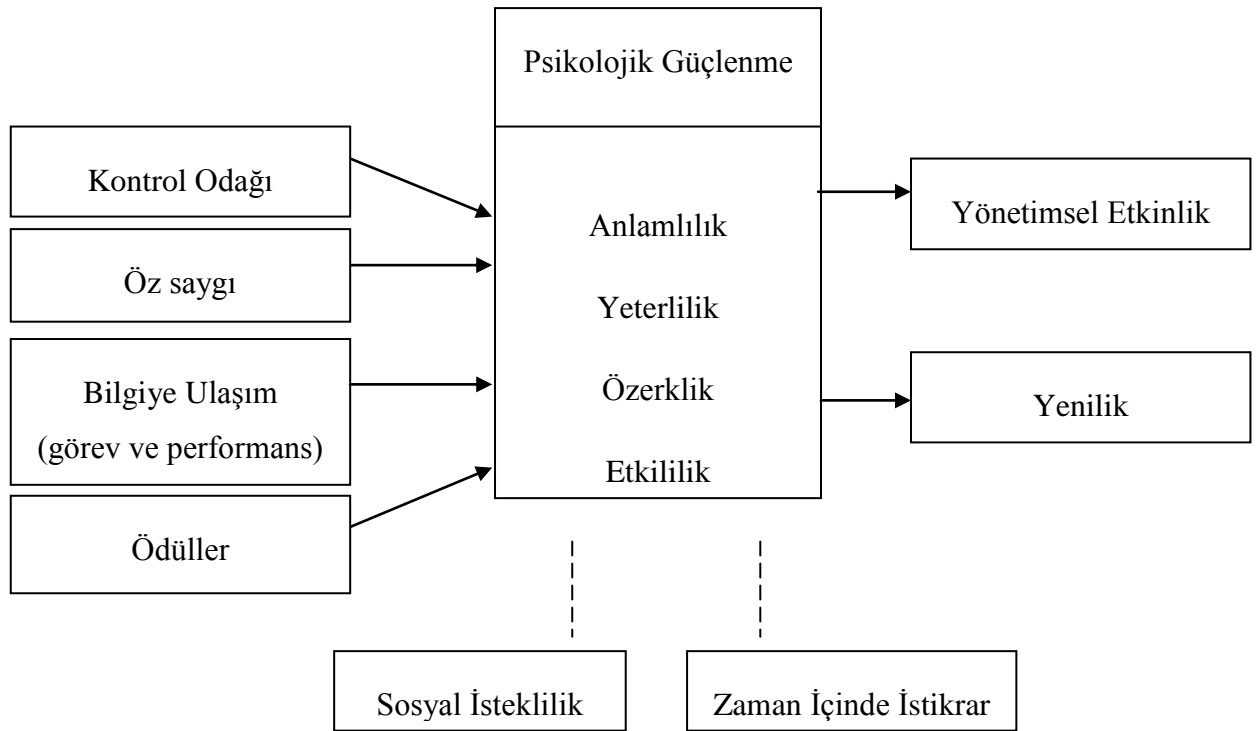 Psikolojik Güçlenme
Kontrol Odağı
Öz saygı
Bilgiye Ulaşım
(görev ve performans)
Ödüller
Anlamlılık
Yeterlilik
Özerklik
Etkililik
Yönetimsel Etkinlik
Yenilik
Sosyal İsteklilik
Zaman İçinde İstikrar